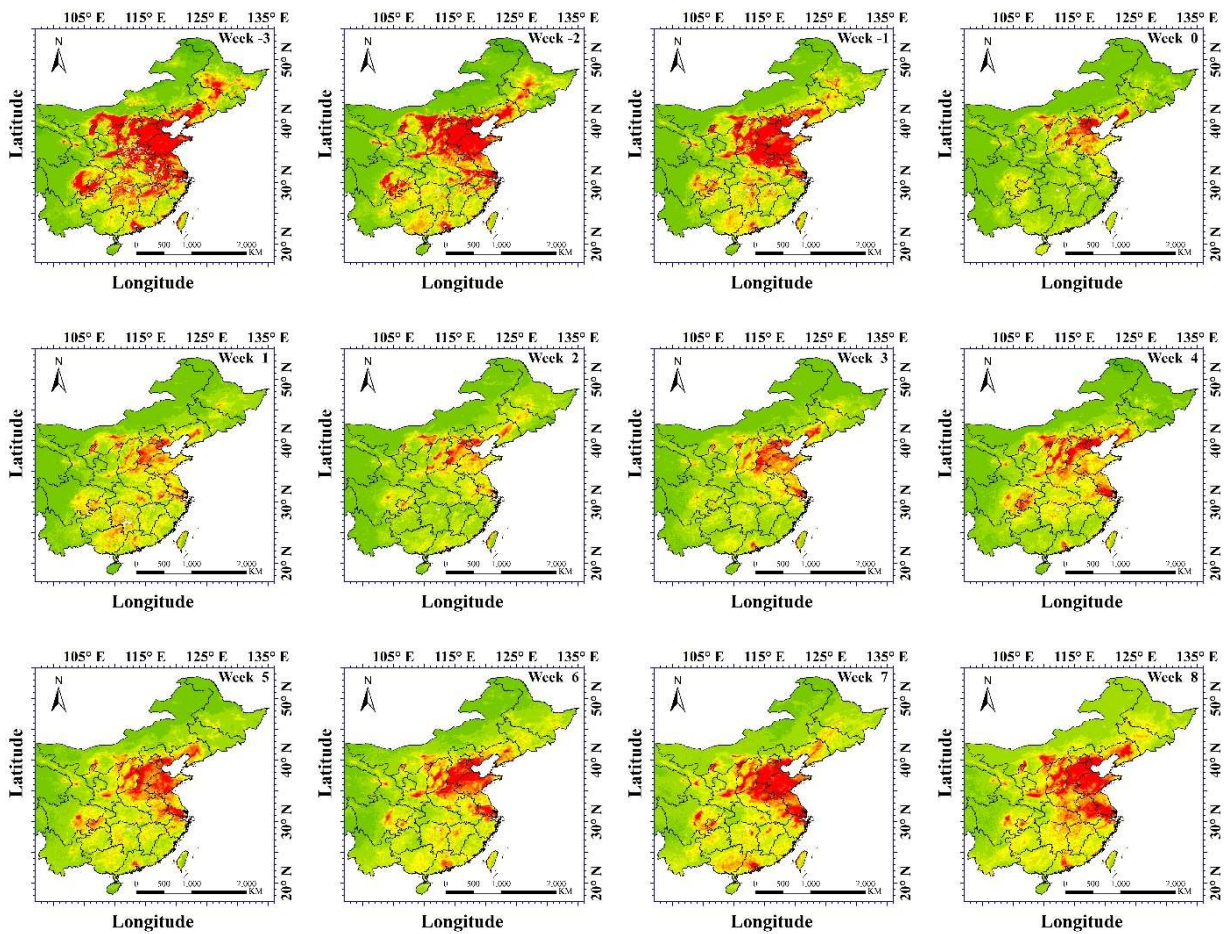 105° E 115° E 125° E 135° E 105° E 115° E 125° E 135° E 105° E 115° E 125° E 135° E 105° E 115° E 125° E 135° E
N Week -3 N Week -2 N Week -1 N Week 0
Latitude 50° N Latitude 50° N Latitude 50° N Latitude 50° N
40° N 40° N 40° N 40° N
30° N 30° N 30° N 30° N
20° N 20° N 20° N 20° N
0 500 1,000 2,000 0 500 1,000 2,000 0 500 1,000 2,000 0 500 1,000 2,000
KM KM KM KM
Longitude Longitude Longitude Longitude
105° E 115° E 125° E 135° E 105° E 115° E 125° E 135° E 105° E 115° E 125° E 135° E 105° E 115° E 125° E 135° E
N Week 1 N Week 2 N Week 3 N Week 4
Latitude 50° N Latitude 50° N Latitude 50° N Latitude 50° N
40° N 40° N 40° N 40° N
30° N 30° N 30° N 30° N
20° N 20° N 20° N 20° N
0 500 1,000 2,000 0 500 1,000 2,000 0 500 1,000 2,000 0 500 1,000 2,000
KM KM KM KM
Longitude Longitude Longitude Longitude
105° E 115° E 125° E 135° E 105° E 115° E 125° E 135° E 105° E 115° E 125° E 135° E 105° E 115° E 125° E 135° E
N Week 5 N Week 6 N Week 7 N Week 8
Latitude 50° N Latitude 50° N Latitude 50° N Latitude 50° N
40° N 40° N 40° N 40° N
30° N 30° N 30° N 30° N
20° N 20° N 20° N 20° N
0 500 1,000 2,000 0 500 1,000 2,000 0 500 1,000 2,000 0 500 1,000 2,000
KM KM KM KM
Longitude Longitude Longitude Longitude